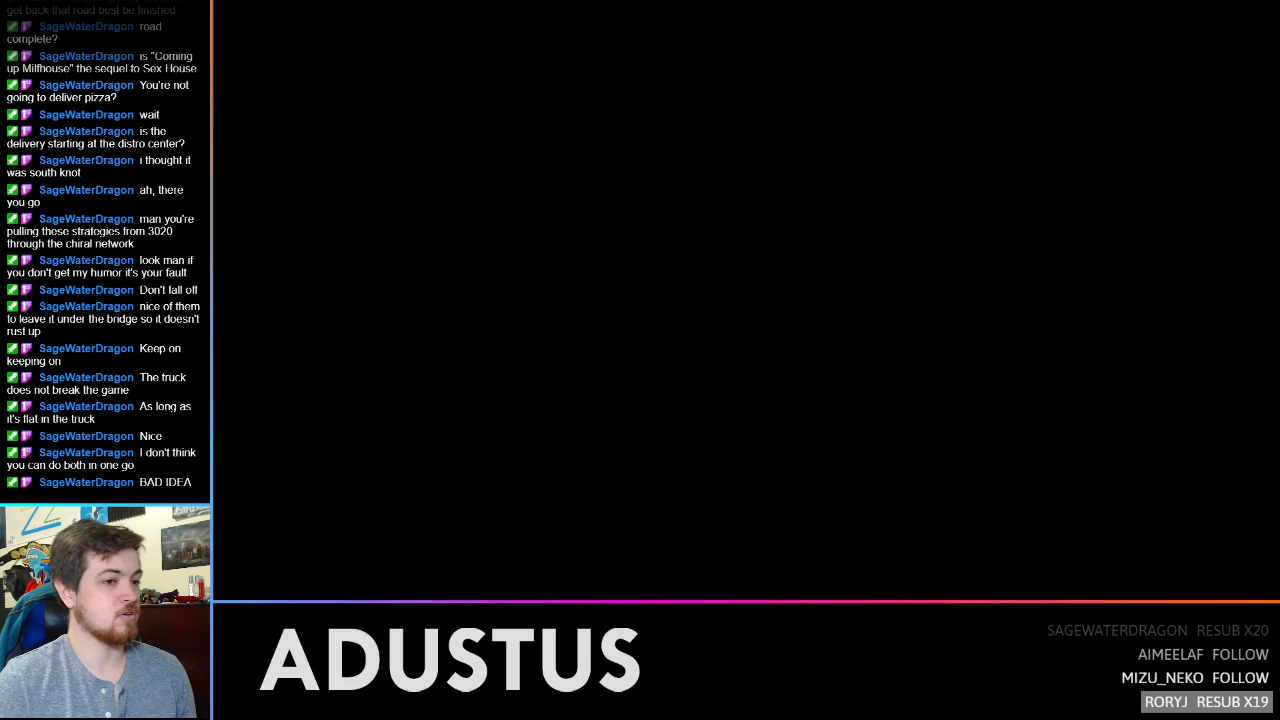 get back that road best be finished
SageWaterDragon road
complete?
SageWaterDragon is "Coming
up Milfhouse" the sequel to Sex House
SageWaterDragon You're not
going to deliver pizza?
SageWaterDragon wait
SageWaterDragon is the
delivery starting at the distro center?
SageWaterDragon i thought it
was south knot
SageWaterDragon ah, there
you go
SageWaterDragon man you're
pulling these strategies from 3020
through the chiral network
SageWaterDragon look man if
you don't get my humor it's your fault
SageWaterDragon Don't fall off
SageWaterDragon nice of them
to leave it under the bridge so it doesn't
rust up
SageWaterDragon Keep on
keeping on
SageWaterDragon The truck
does not break the game
SageWaterDragon As long as
it's flat in the truck
SageWaterDragon Nice
SageWaterDragon I don't think
you can do both in one go
SageWaterDragon BAD IDEA
ADUSTUS
SAGEWATERDRAGON RESUB X20
AIMEELAF FOLLOW
MIZU_NEKO FOLLOW
RORYJ RESUB X19